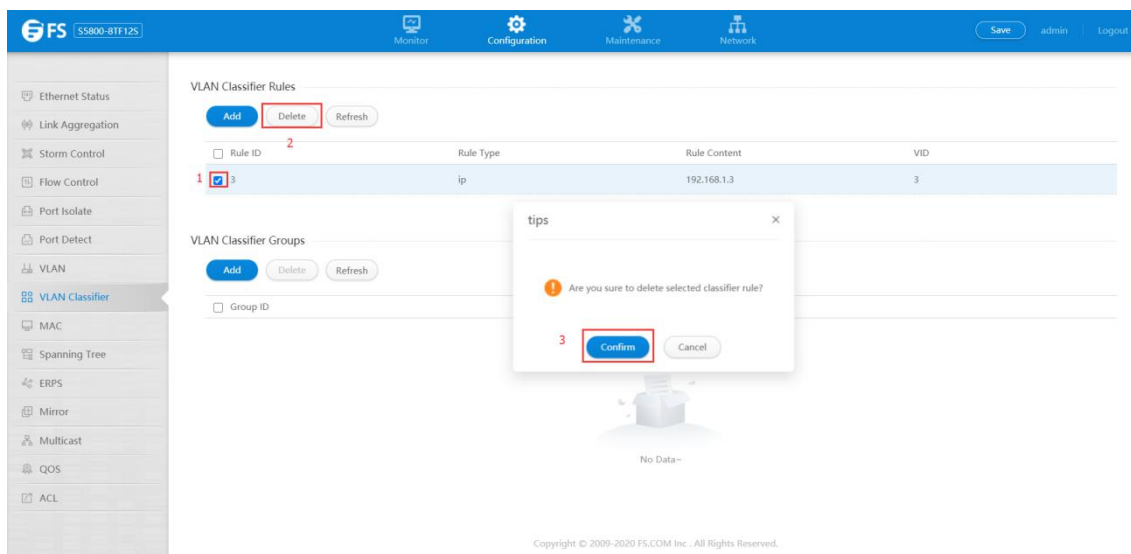 FS S5800-8TF12S
Monitor Configuration Maintenance Network
Save admin Logout
Ethernet Status
Link Aggregation
Storm Control
Flow Control
Port Isolate
Port Detect
VLAN
VLAN Classifier
MAC
Spanning Tree
ERPS
Mirror
Multicast
QOS
ACL
VLAN Classifier Rules
Add Delete Refresh
2
Rule ID Rule Type Rule Content VID
1 3 ip 192.168.1.3 3
VLAN Classifier Groups
Add Delete Refresh
Group ID
tips ×
Are you sure to delete selected classifier rule?
3 Confirm Cancel
No Data~
Copyright © 2009-2020 FS.COM Inc . All Rights Reserved.